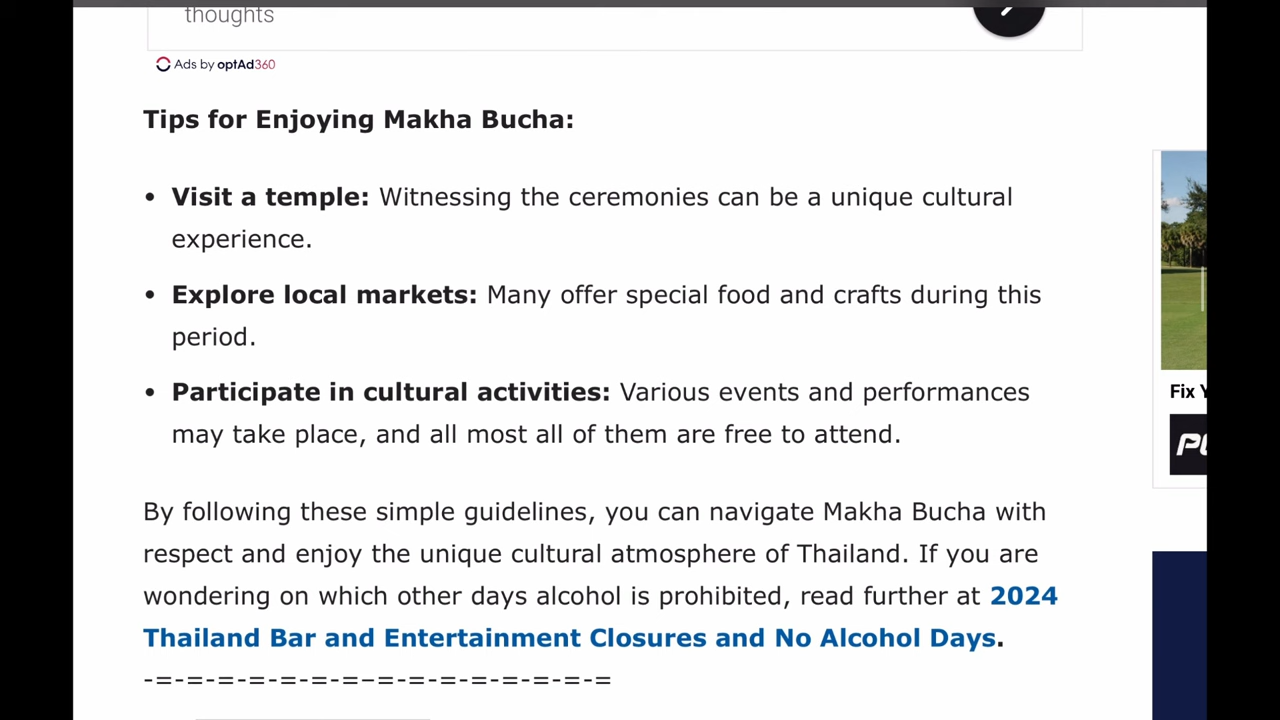 thoughts
Ads by optAd360
Tips for Enjoying Makha Bucha:
• Visit a temple: Witnessing the ceremonies can be a unique cultural
experience.
• Explore local markets: Many offer special food and crafts during this
period.
• Participate in cultural activities: Various events and performances
may take place, and all most all of them are free to attend.
Fix Y
By following these simple guidelines, you can navigate Makha Bucha with
respect and enjoy the unique cultural atmosphere of Thailand. If you are
wondering on which other days alcohol is prohibited, read further at 2024
Thailand Bar and Entertainment Closures and No Alcohol Days.
-=-=-=-=-=-=-=–=-=-=-=-=-=-=-=